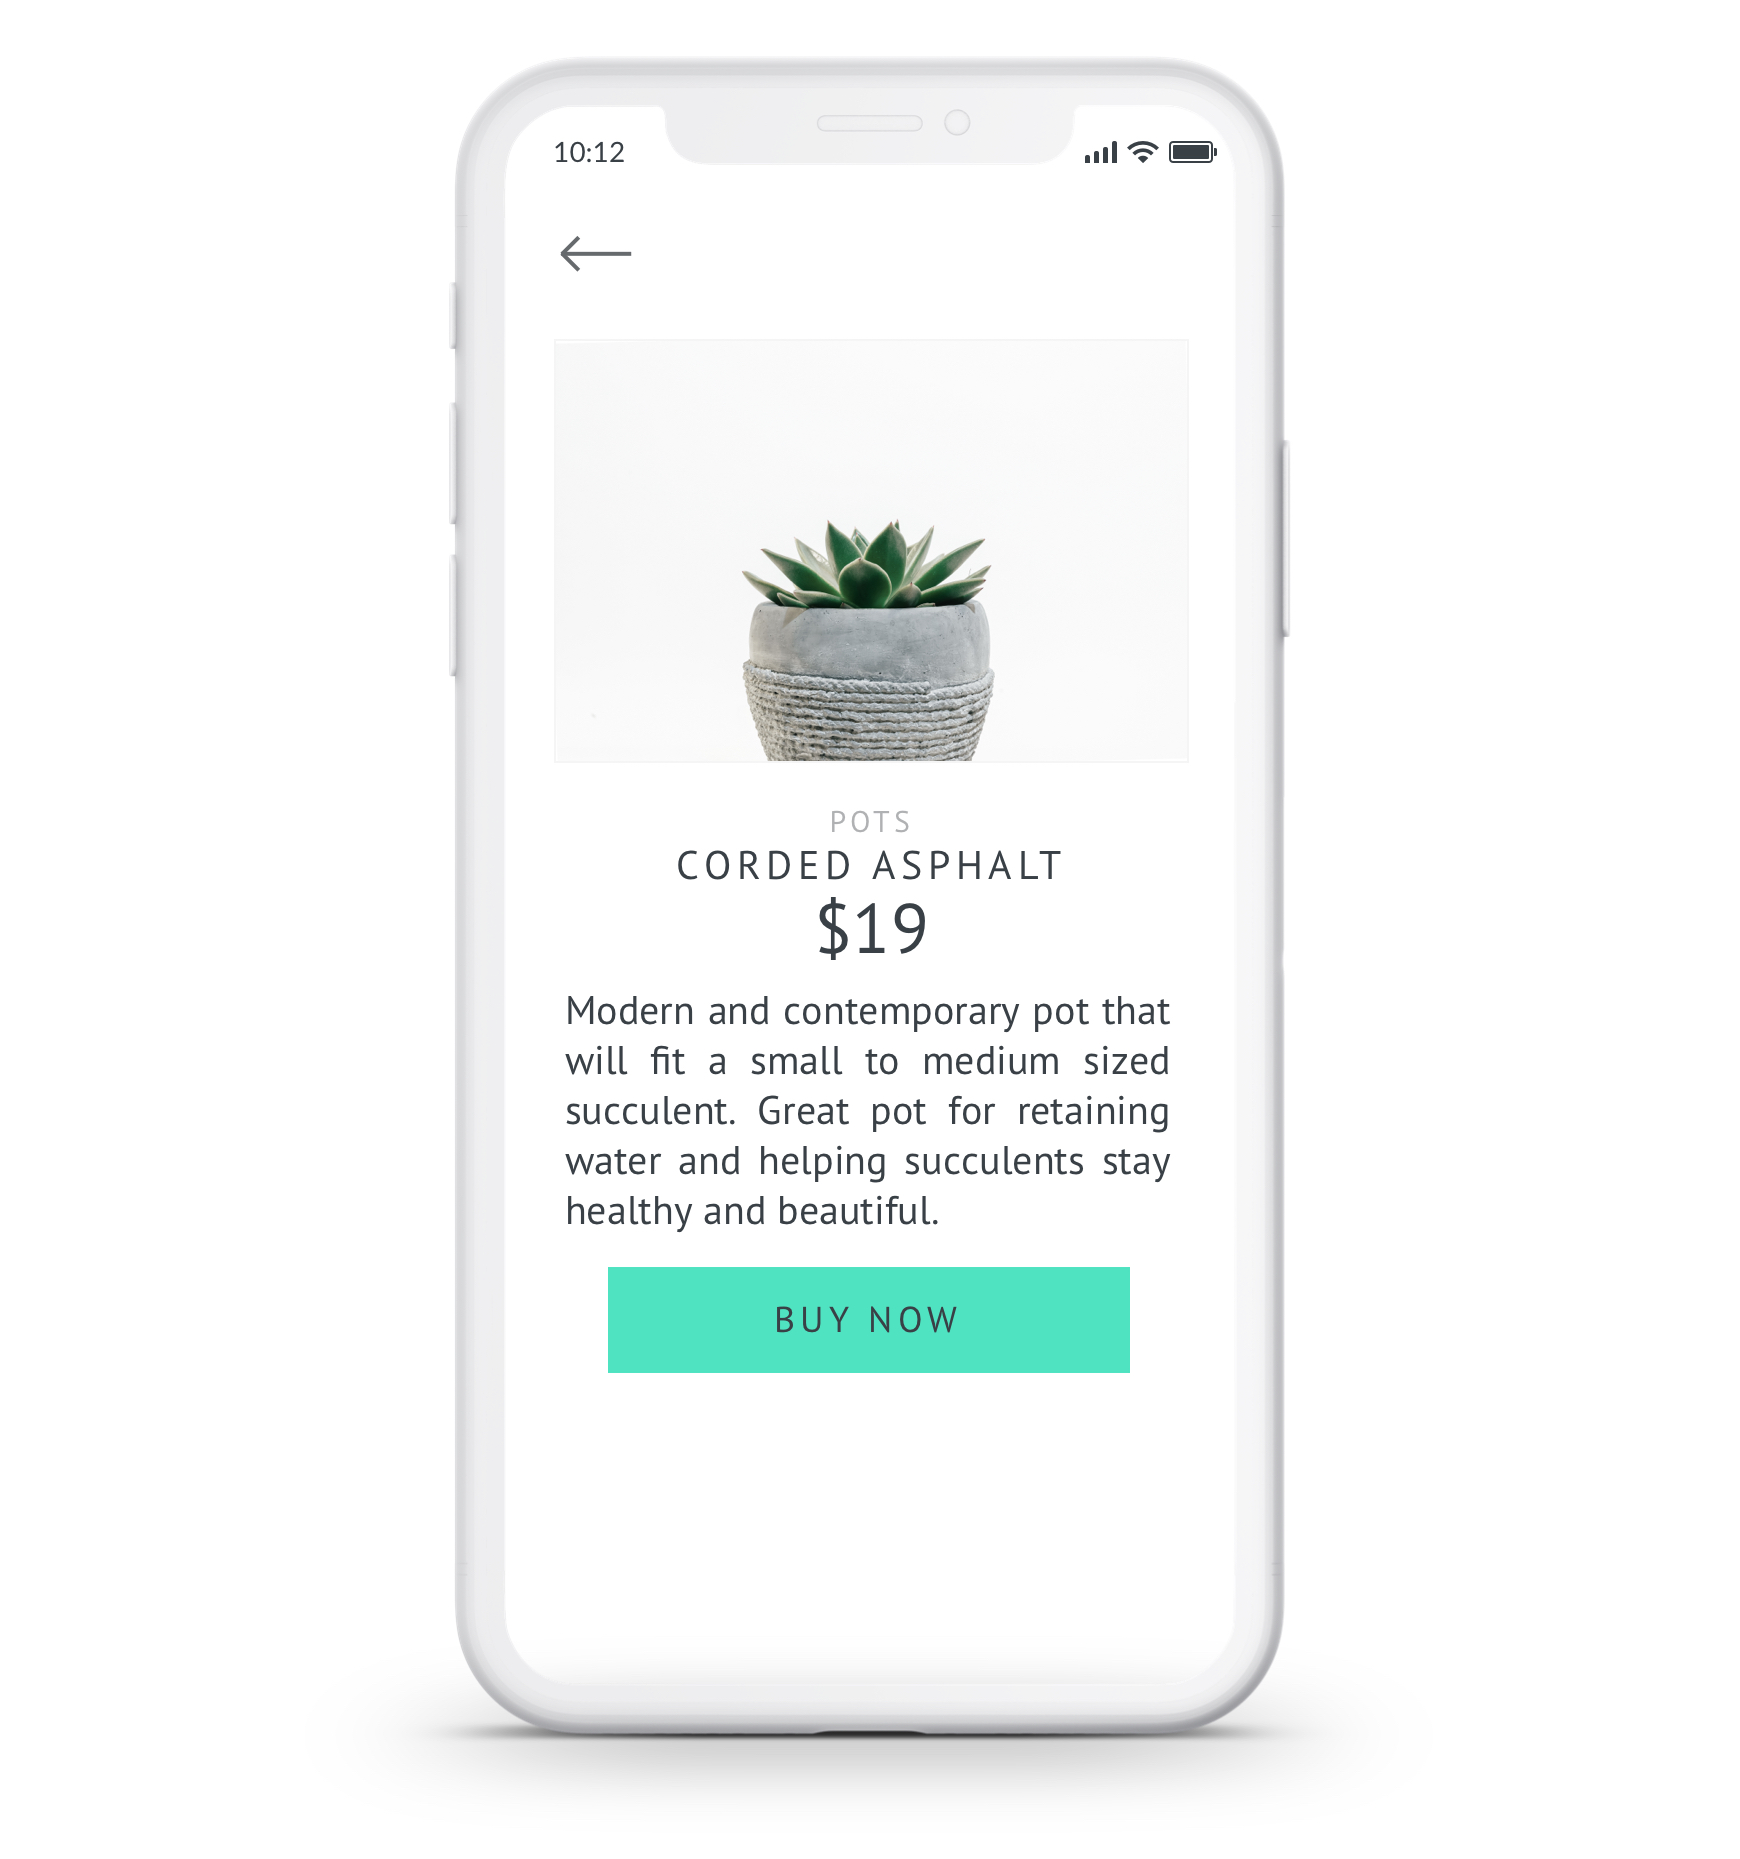 10:12
POTS
CORDED ASPHALT
$19
Modern and contemporary pot that
will fit a small to medium sized
succulent. Great pot for retaining
water and helping succulents stay
healthy and beautiful.
BUY NOW